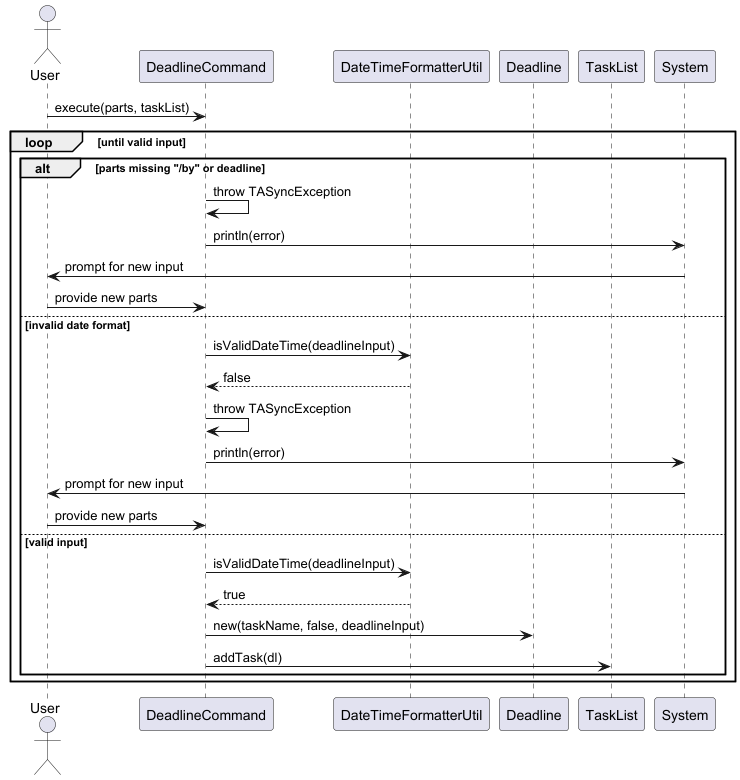 User
DeadlineCommand
DateTimeFormatterUtil
Deadline
TaskList
System
execute(parts, taskList)
loop
[until valid input]
alt
[parts missing "/by" or deadline]
throw TASyncException
println(error)
prompt for new input
provide new parts
[invalid date format]
isValidDateTime(deadlineInput)
false
throw TASyncException
println(error)
prompt for new input
provide new parts
[valid input]
isValidDateTime(deadlineInput)
true
new(taskName, false, deadlineInput)
addTask(dl)
User
DeadlineCommand
DateTimeFormatterUtil
Deadline
TaskList
System